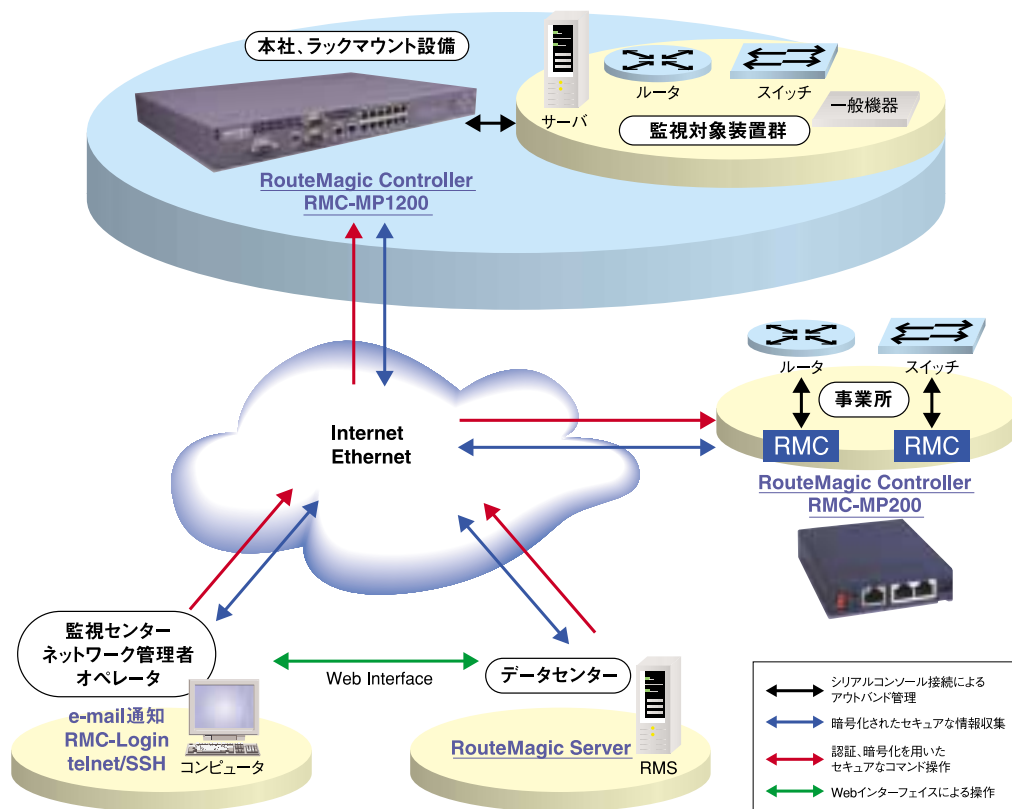 本社、ラックマウント設備
サーバ
ルータ
スイッチ
一般機器
監視対象装置群
RouteMagic Controller
RMC-MP1200
Internet
Ethernet
ルータ
スイッチ
事業所
RMC
RMC
RouteMagic Controller
RMC-MP200
監視センター
ネットワーク管理者
オペレータ
e-mail通知
RMC-Login
telnet/SSH
コンピュータ
Web Interface
データセンター
RouteMagic Server
RMS
シリアルコンソール接続による
アウトバンド管理
暗号化されたセキュアな情報収集
認証、暗号化を用いた
セキュアなコマンド操作
Webインターフェイスによる操作